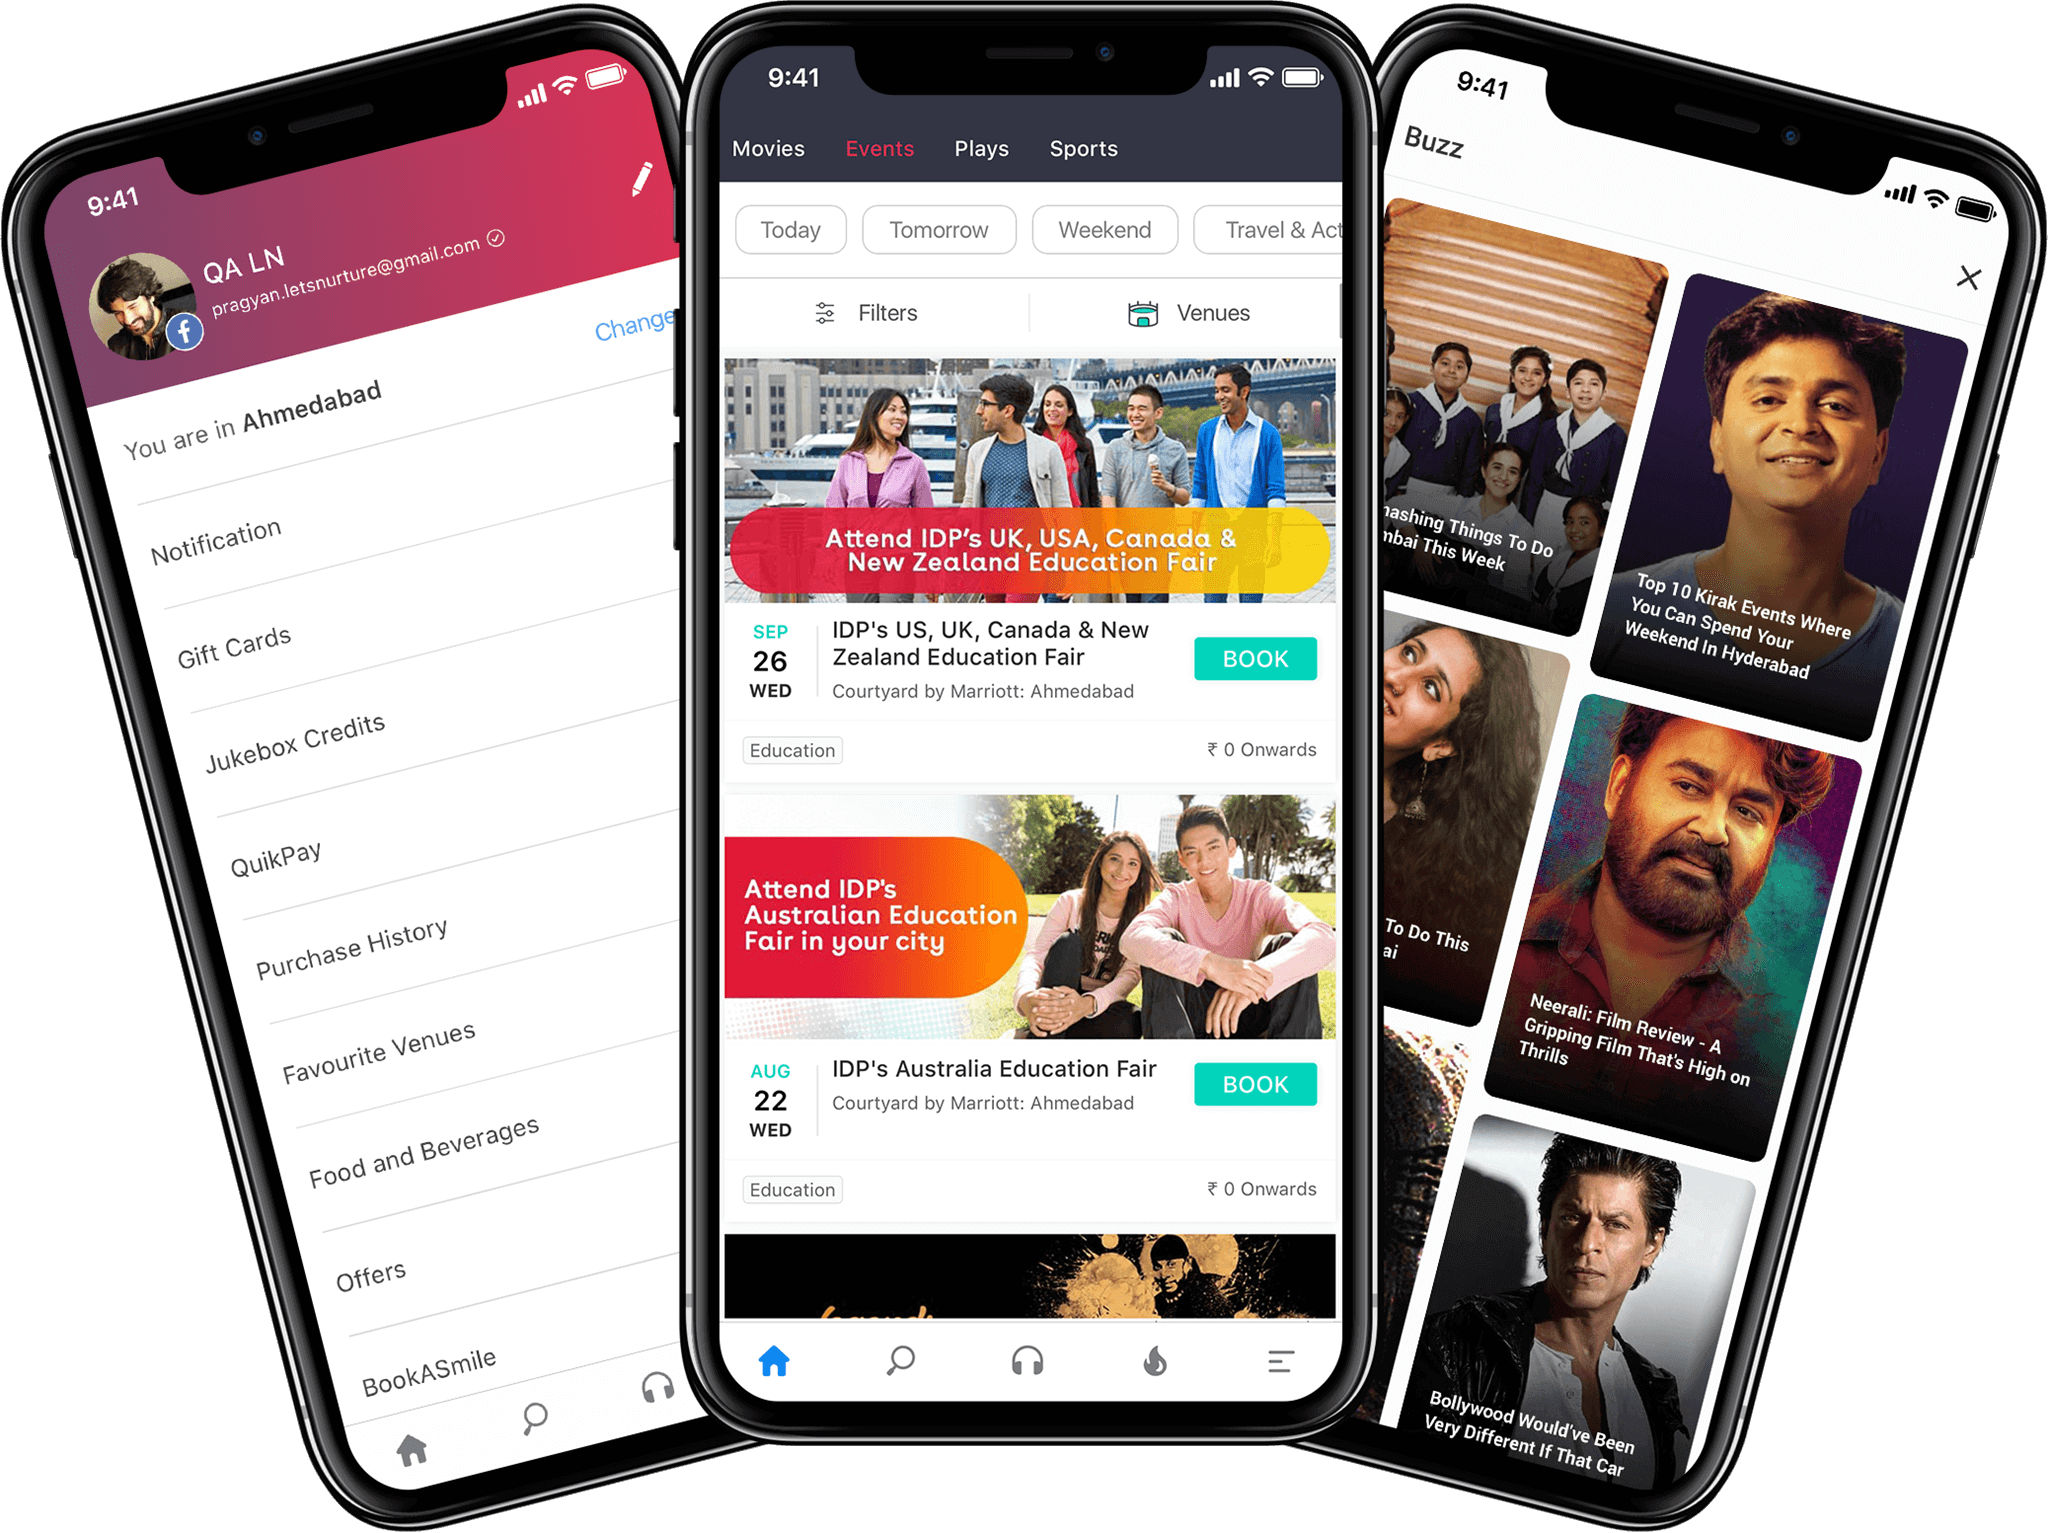 9:41
QA LN
pragyan.letsnurture@gmail.com
You are in Ahmedabad
Change
Notification
Gift Cards
Jukebox Credits
QuikPay
Purchase History
Favourite Venues
Food and Beverages
Offers
BookASmile
9:41
Movies Events Plays Sports
Today Tomorrow Weekend Travel & Act
Filters Venues
Attend IDP's UK, USA, Canada &
New Zealand Education Fair
SEP
26
WED
IDP's US, UK, Canada & New
Zealand Education Fair
Courtyard by Marriott: Ahmedabad
BOOK
Education
₹ 0 Onwards
Attend IDP's
Australian Education
Fair in your city
AUG
22
WED
IDP's Australia Education Fair
Courtyard by Marriott: Ahmedabad
BOOK
Education
₹ 0 Onwards
9:41
Buzz
mashing Things To Do
mbai This Week
Top 10 Kirak Events Where
You Can Spend Your
Weekend In Hyderabad
To Do This
ai
Neerali: Film Review - A
Gripping Film That's High on
Thrills
Bollywood Would've Been
Very Different If That Car